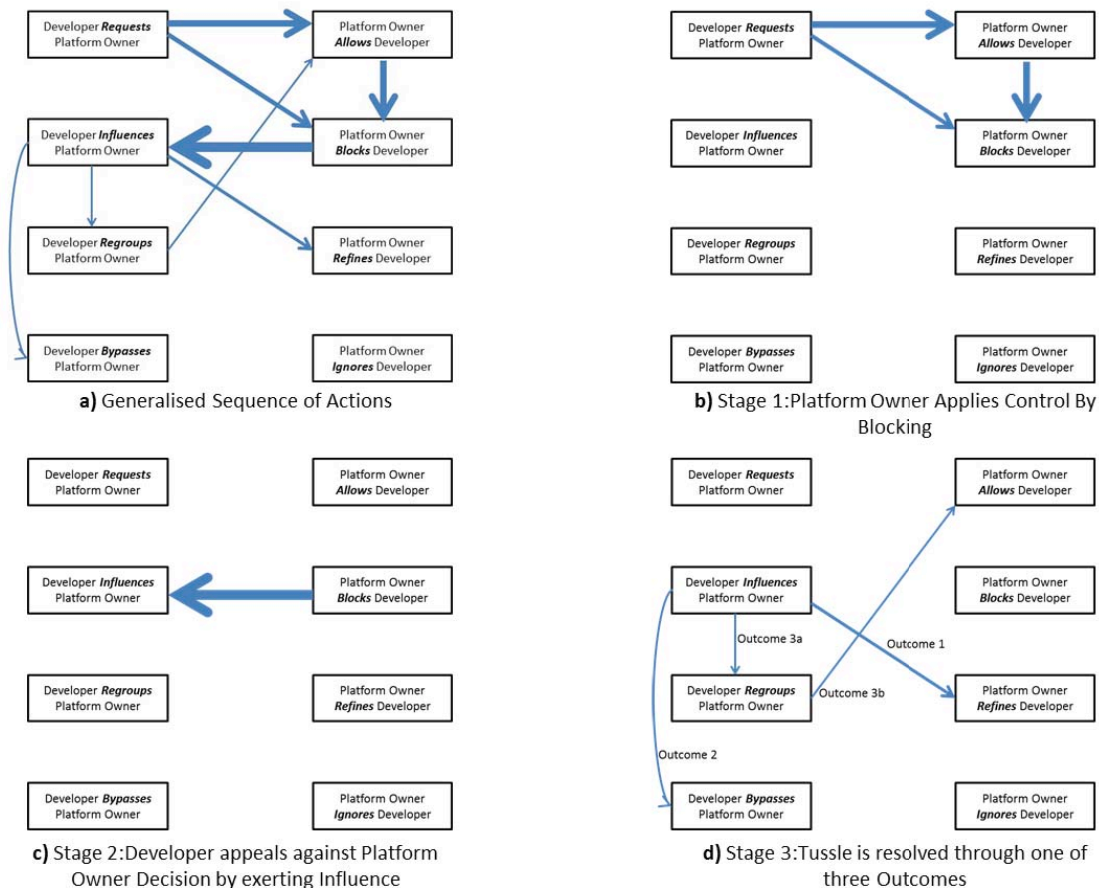 Developer Requests
Platform Owner
Platform Owner
Allows Developer
Developer Influences
Platform Owner
Platform Owner
Blocks Developer
Developer Regroups
Platform Owner
Platform Owner
Refines Developer
Developer Bypasses
Platform Owner
Platform Owner
Ignores Developer
a) Generalised Sequence of Actions
Developer Requests
Platform Owner
Platform Owner
Allows Developer
Developer Influences
Platform Owner
Platform Owner
Blocks Developer
Developer Regroups
Platform Owner
Platform Owner
Refines Developer
Developer Bypasses
Platform Owner
Platform Owner
Ignores Developer
b) Stage 1:Platform Owner Applies Control By
Blocking
Developer Requests
Platform Owner
Platform Owner
Allows Developer
Developer Influences
Platform Owner
Platform Owner
Blocks Developer
Developer Regroups
Platform Owner
Platform Owner
Refines Developer
Developer Bypasses
Platform Owner
Platform Owner
Ignores Developer
c) Stage 2:Developer appeals against Platform
Owner Decision by exerting Influence
Developer Requests
Platform Owner
Platform Owner
Allows Developer
Developer Influences
Platform Owner
Platform Owner
Blocks Developer
Outcome 3a
Outcome 1
Developer Regroups
Platform Owner
Outcome 3b
Platform Owner
Refines Developer
Outcome 2
Developer Bypasses
Platform Owner
Platform Owner
Ignores Developer
d) Stage 3:Tussle is resolved through one of
three Outcomes